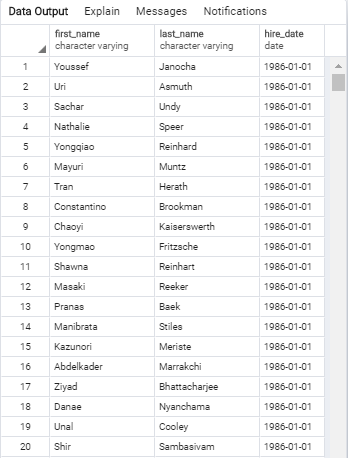 Data Output Explain Messages Notifications
first_name last_name hire_date
character varying character varying date
1 Youssef Janocha 1986-01-01
2 Uri Asmuth 1986-01-01
3 Sachar Undy 1986-01-01
4 Nathalie Speer 1986-01-01
5 Yongqiao Reinhard 1986-01-01
6 Mayuri Muntz 1986-01-01
7 Tran Herath 1986-01-01
8 Constantino Brookman 1986-01-01
9 Chaoyi Kaiserswerth 1986-01-01
10 Yongmao Fritzsche 1986-01-01
11 Shawna Reinhart 1986-01-01
12 Masaki Reeker 1986-01-01
13 Pranas Baek 1986-01-01
14 Manibrata Stiles 1986-01-01
15 Kazunori Meriste 1986-01-01
16 Abdelkader Marrakchi 1986-01-01
17 Ziyad Bhattacharjee 1986-01-01
18 Danae Nyanchama 1986-01-01
19 Unal Cooley 1986-01-01
20 Shir Sambasivam 1986-01-01